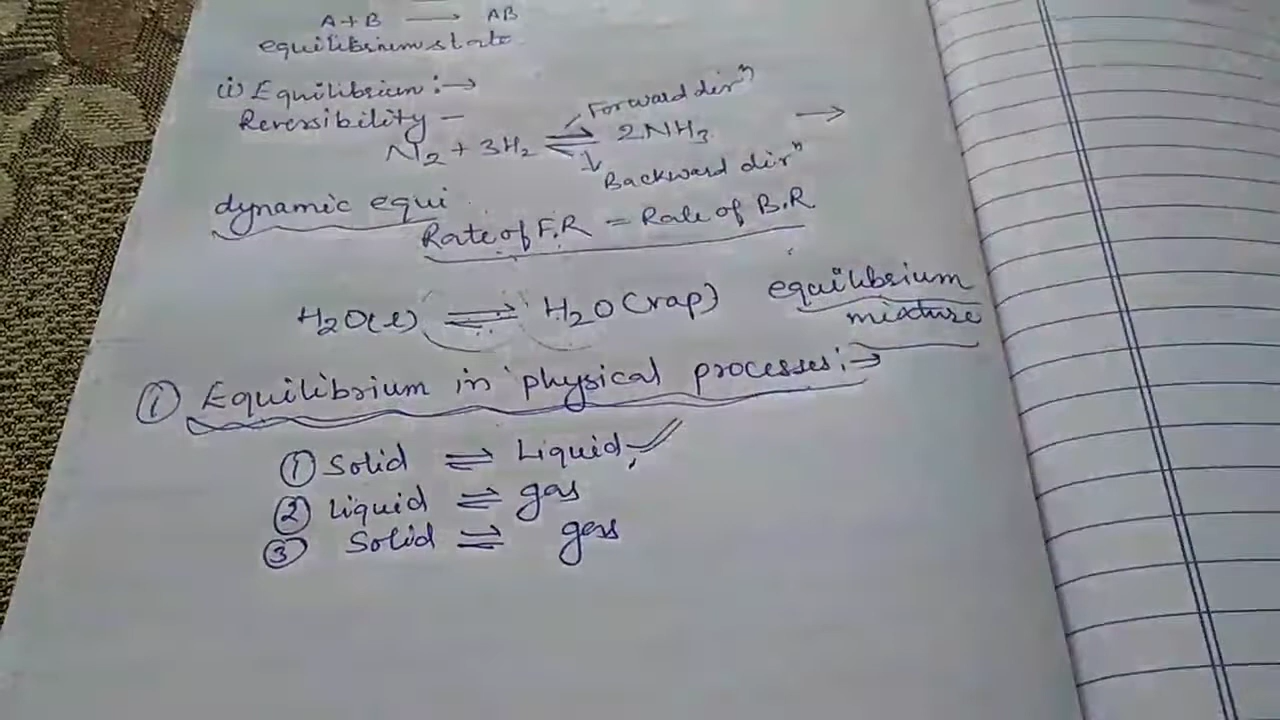 A + B ⟶ AB
equilibrium state
(i) Equilibrium :→
Reversibility –
Forward dirⁿ
N₂ + 3H₂ ⇌ 2NH₃ →
Backward dirⁿ
dynamic equi
Rate of F.R = Rate of B.R
H₂O(l) ⇌ H₂O(vap) equilibrium
mixture
① Equilibrium in physical processes :→
① Solid ⇌ Liquid,
② Liquid ⇌ gas
③ Solid ⇌ gas